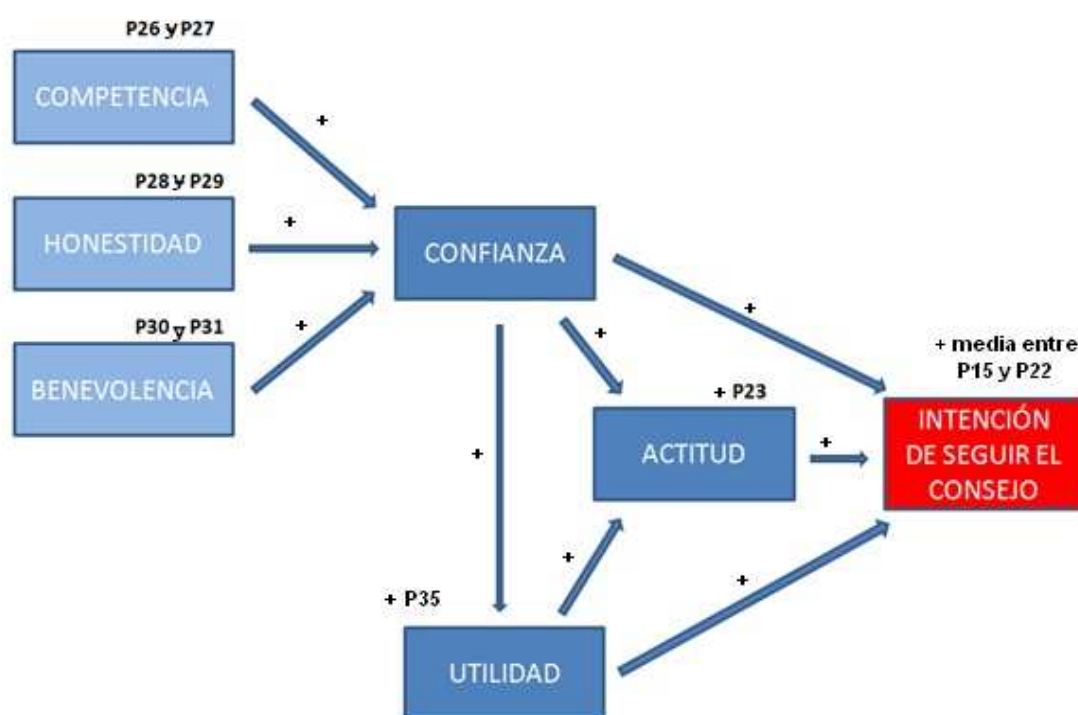 P26 y P27
COMPETENCIA
+
P28 y P29
HONESTIDAD
+
P30 y P31
BENEVOLENCIA
+
CONFIANZA
+
+
+
+ media entre
P15 y P22
INTENCIÓN
DE SEGUIR EL
CONSEJO
+ P23
ACTITUD
+
+
+
+ P35
UTILIDAD